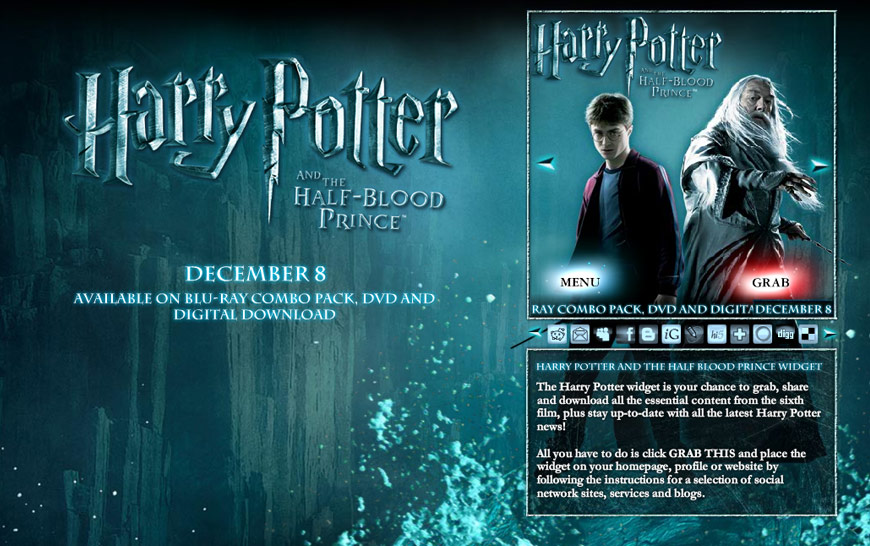 Harry Potter
AND THE
HALF-BLOOD
PRINCE™
DECEMBER 8
AVAILABLE ON BLU-RAY COMBO PACK, DVD AND
DIGITAL DOWNLOAD
Harry Potter
AND THE
HALF-BLOOD
PRINCE™
MENU
GRAB
RAY COMBO PACK, DVD AND DIGITA
DECEMBER 8
iG
hi5
digg
HARRY POTTER AND THE HALF BLOOD PRINCE WIDGET
The Harry Potter widget is your chance to grab, share
and download all the essential content from the sixth
film, plus stay up-to-date with all the latest Harry Potter
news!
All you have to do is click GRAB THIS and place the
widget on your homepage, profile or website by
following the instructions for a selection of social
network sites, services and blogs.